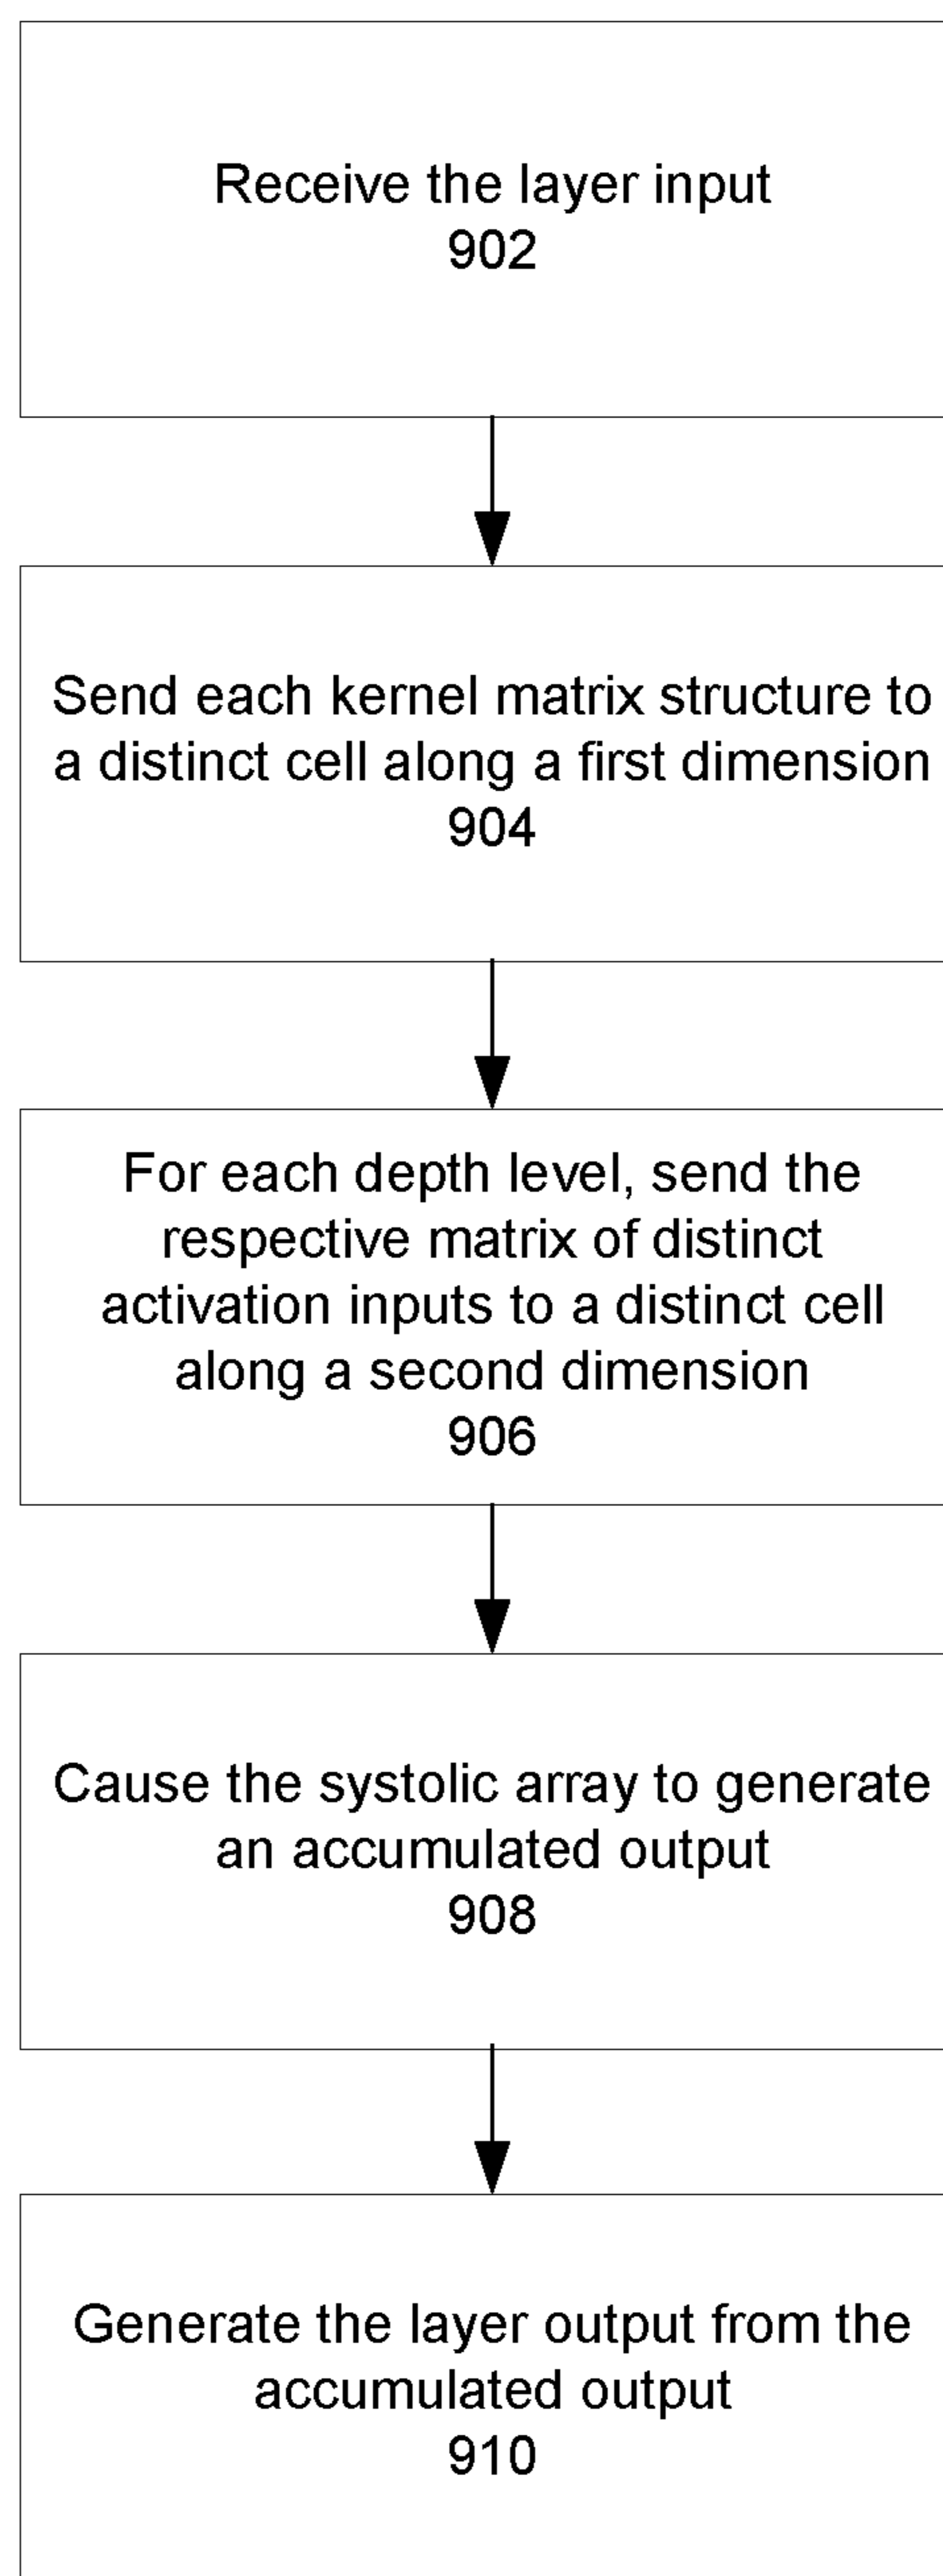 Receive the layer input
902
Send each kernel matrix structure to
a distinct cell along a first dimension
904
For each depth level, send the
respective matrix of distinct
activation inputs to a distinct cell
along a second dimension
906
Cause the systolic array to generate
an accumulated output
908
Generate the layer output from the
accumulated output
910